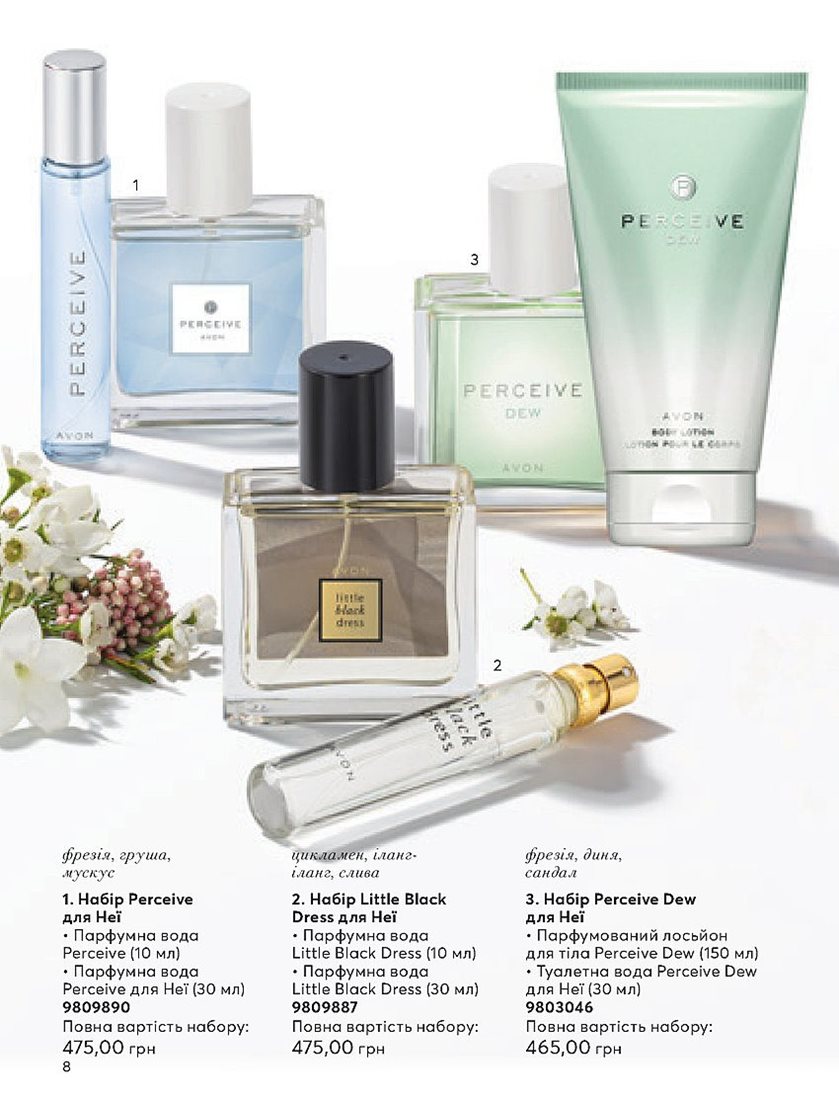 1
PERCEIVE
AVON
PERCEIVE
AVON
3
PERCEIVE
DEW
AVON
PERCEIVE
DEW
AVON
BODY LOTION
LOTION POUR LE CORPS
AVON
little
black
dress
2
little
black
dress
AVON
фрезія, груша,
мускус
1. Набір Perceive
для Неї
• Парфумна вода
Perceive (10 мл)
• Парфумна вода
Perceive для Неї (30 мл)
9809890
Повна вартість набору:
475,00 грн
цикламен, іланг-
іланг, слива
2. Набір Little Black
Dress для Неї
• Парфумна вода
Little Black Dress (10 мл)
• Парфумна вода
Little Black Dress (30 мл)
9809887
Повна вартість набору:
475,00 грн
фрезія, диня,
сандал
3. Набір Perceive Dew
для Неї
• Парфумований лосьйон
для тіла Perceive Dew (150 мл)
• Туалетна вода Perceive Dew
для Неї (30 мл)
9803046
Повна вартість набору:
465,00 грн
8